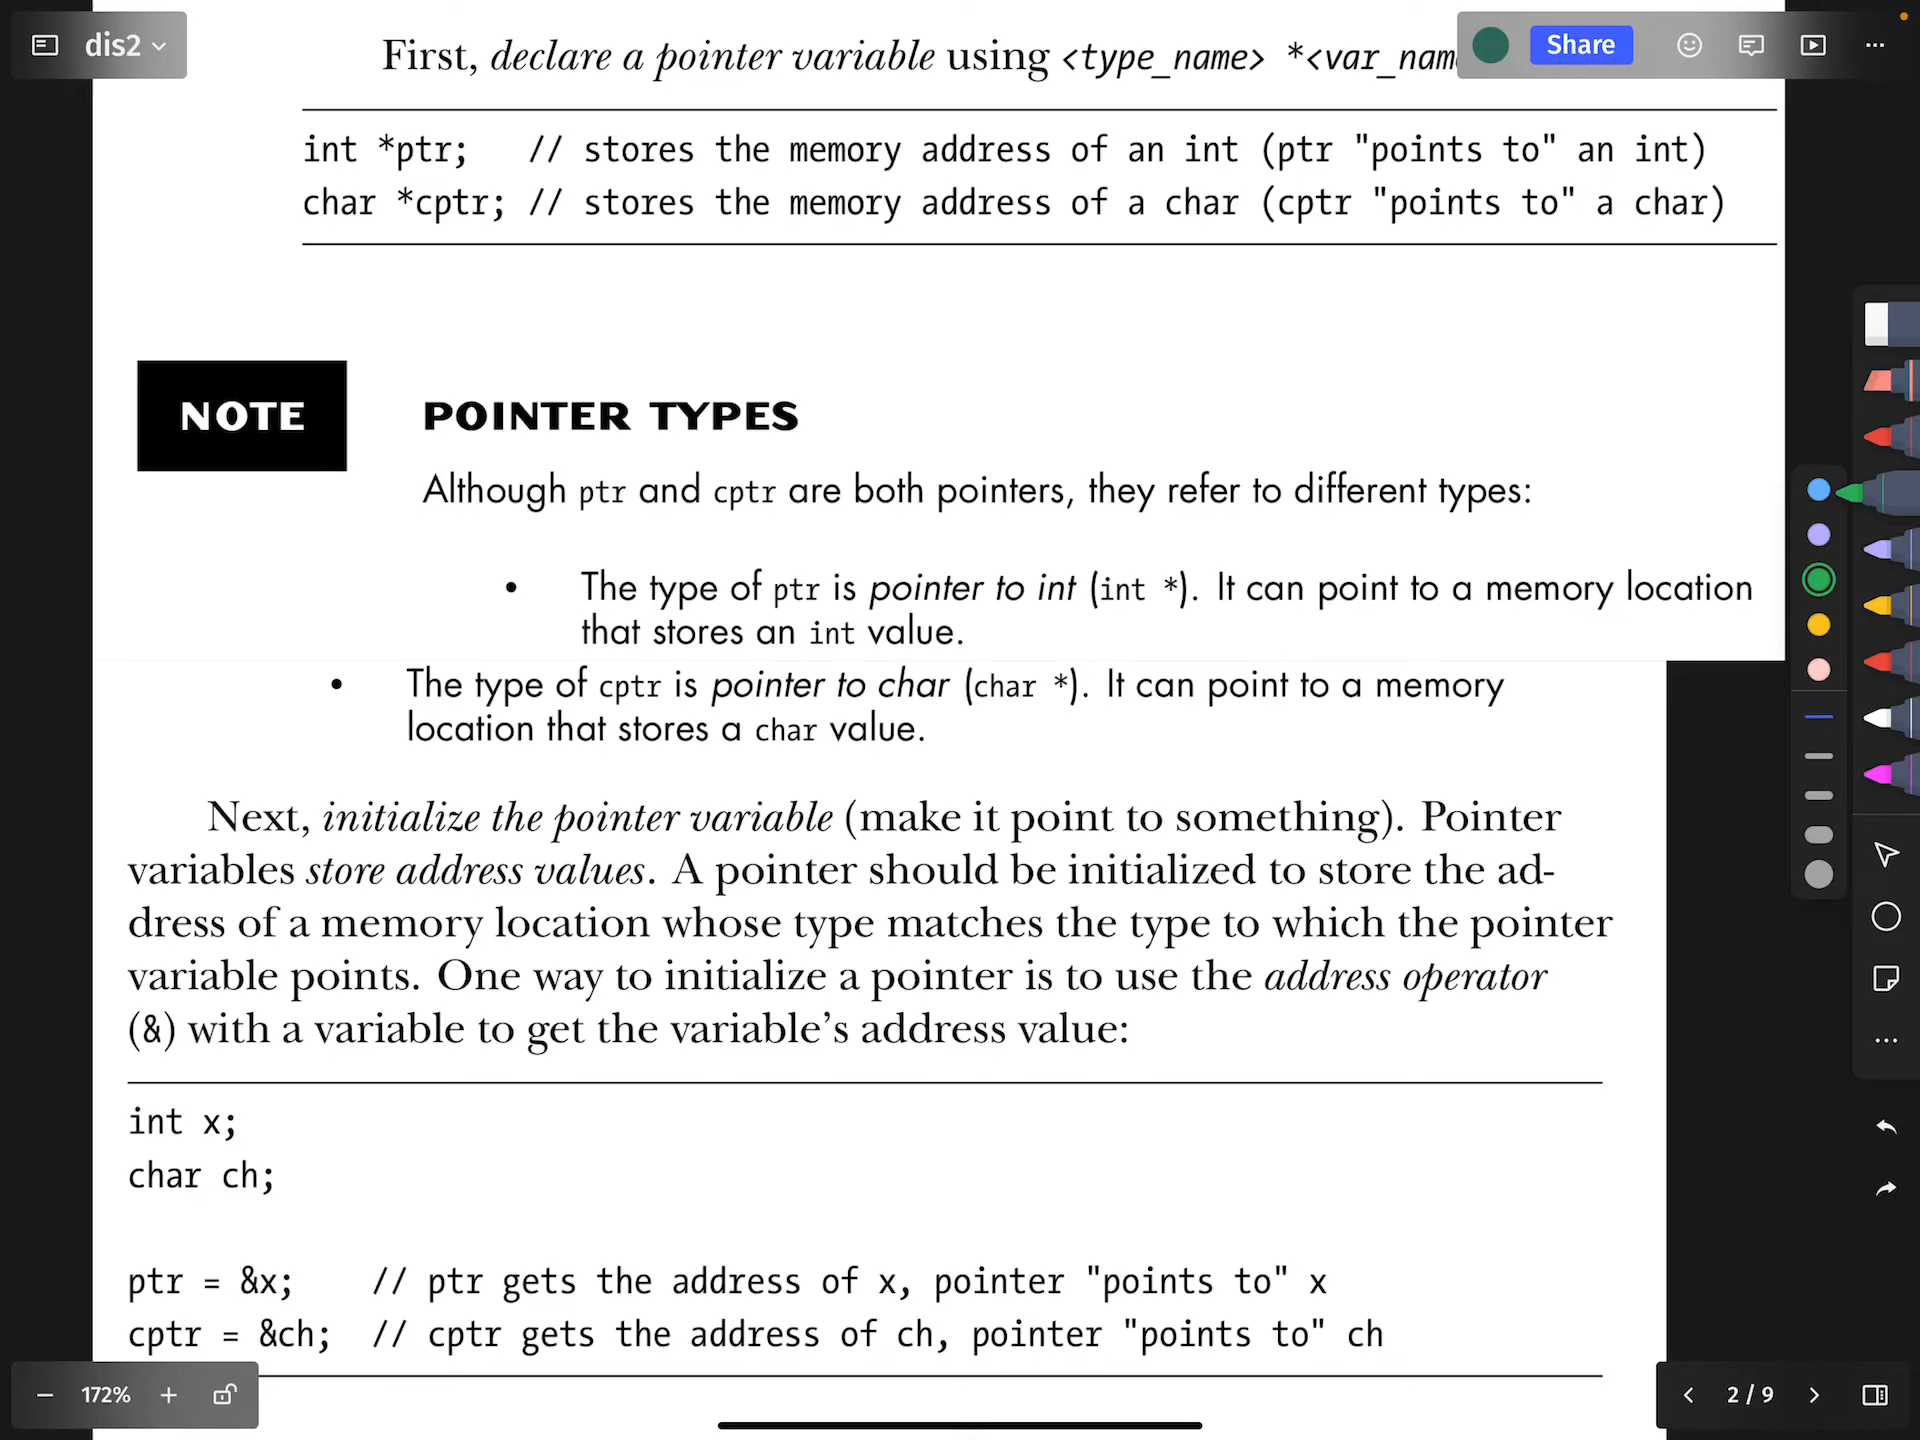 dis2
Share
First, declare a pointer variable using <type_name> *<var_nam
int *ptr;   // stores the memory address of an int (ptr "points to" an int)
char *cptr; // stores the memory address of a char (cptr "points to" a char)
NOTE
POINTER TYPES
Although ptr and cptr are both pointers, they refer to different types:
• The type of ptr is pointer to int (int *). It can point to a memory location
that stores an int value.
• The type of cptr is pointer to char (char *). It can point to a memory
location that stores a char value.
Next, initialize the pointer variable (make it point to something). Pointer
variables store address values. A pointer should be initialized to store the ad-
dress of a memory location whose type matches the type to which the pointer
variable points. One way to initialize a pointer is to use the address operator
(&) with a variable to get the variable's address value:
int x;
char ch;
ptr = &x;    // ptr gets the address of x, pointer "points to" x
cptr = &ch;  // cptr gets the address of ch, pointer "points to" ch
172%
2 / 9